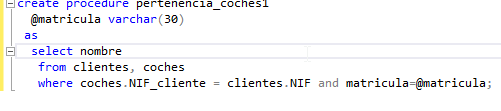 create procedure pertenencia_coches1
@matricula varchar(30)
as
select nombre
from clientes, coches
where coches.NIF_cliente = clientes.NIF and matricula=@matricula;